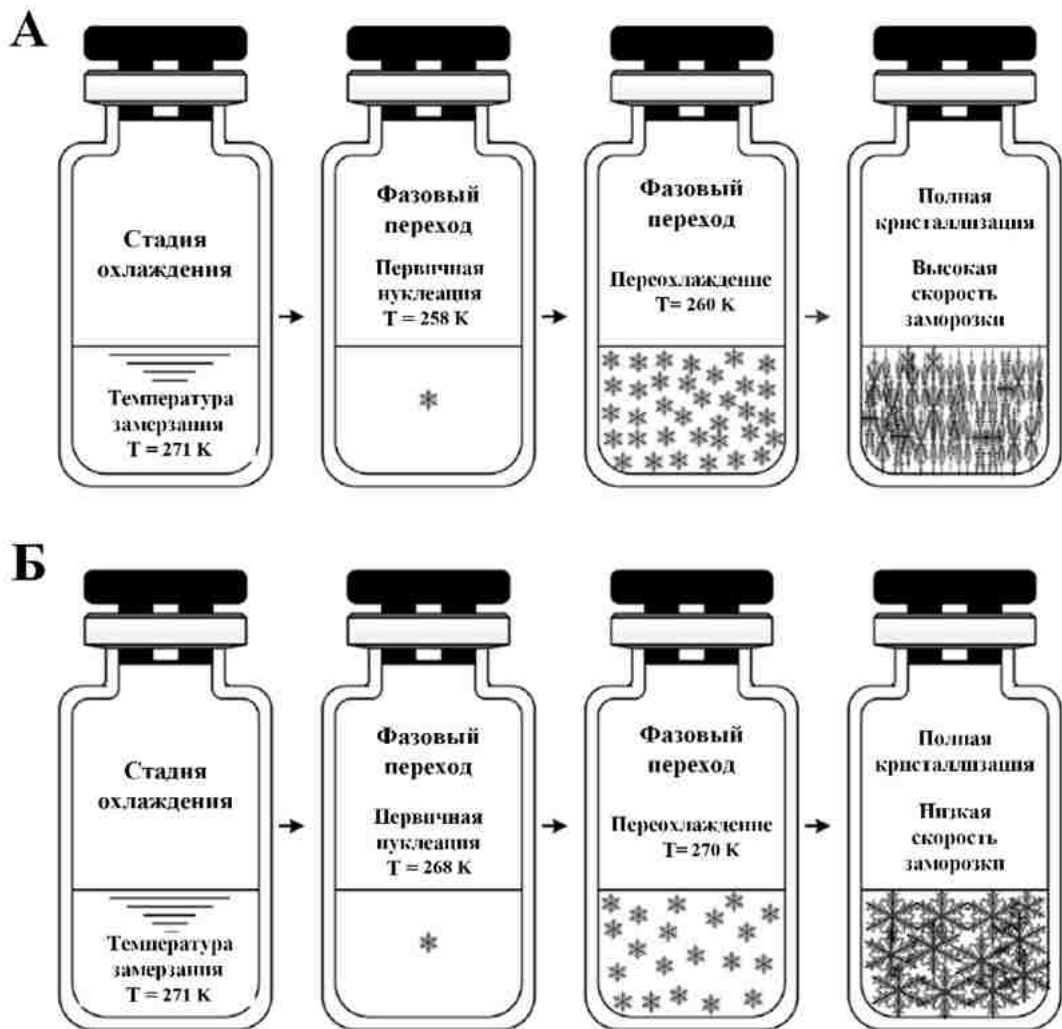 А
Стадия
охлаждения
Температура
замерзания
T = 271 K
Фазовый
переход
Первичная
нуклеация
T = 258 K
Фазовый
переход
Переохлаждение
T= 260 K
Полная
кристаллизация
Высокая
скорость
заморозки
Б
Стадия
охлаждения
Температура
замерзания
T = 271 K
Фазовый
переход
Первичная
нуклеация
T = 268 K
Фазовый
переход
Переохлаждение
T= 270 K
Полная
кристаллизация
Низкая
скорость
заморозки